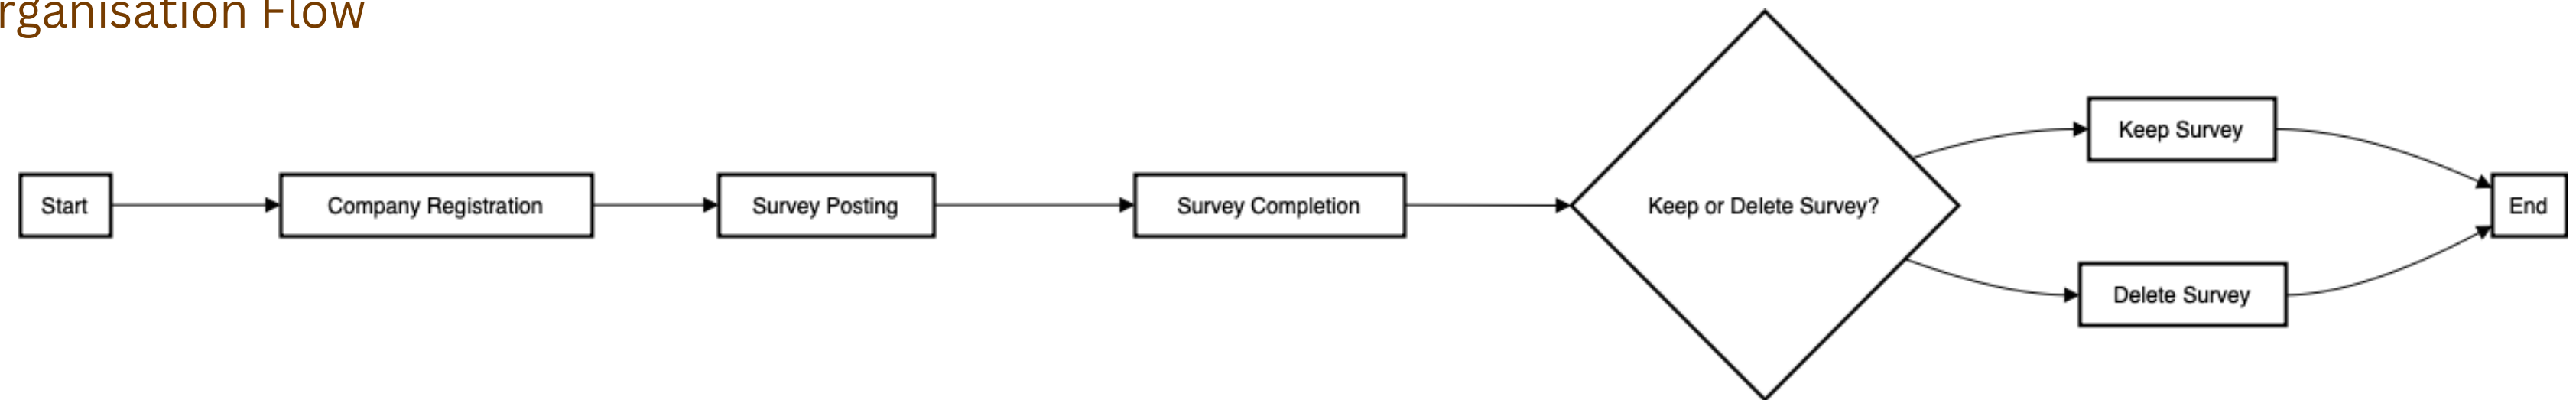 rganisation Flow
Start
Company Registration
Survey Posting
Survey Completion
Keep or Delete Survey?
Keep Survey
Delete Survey
End